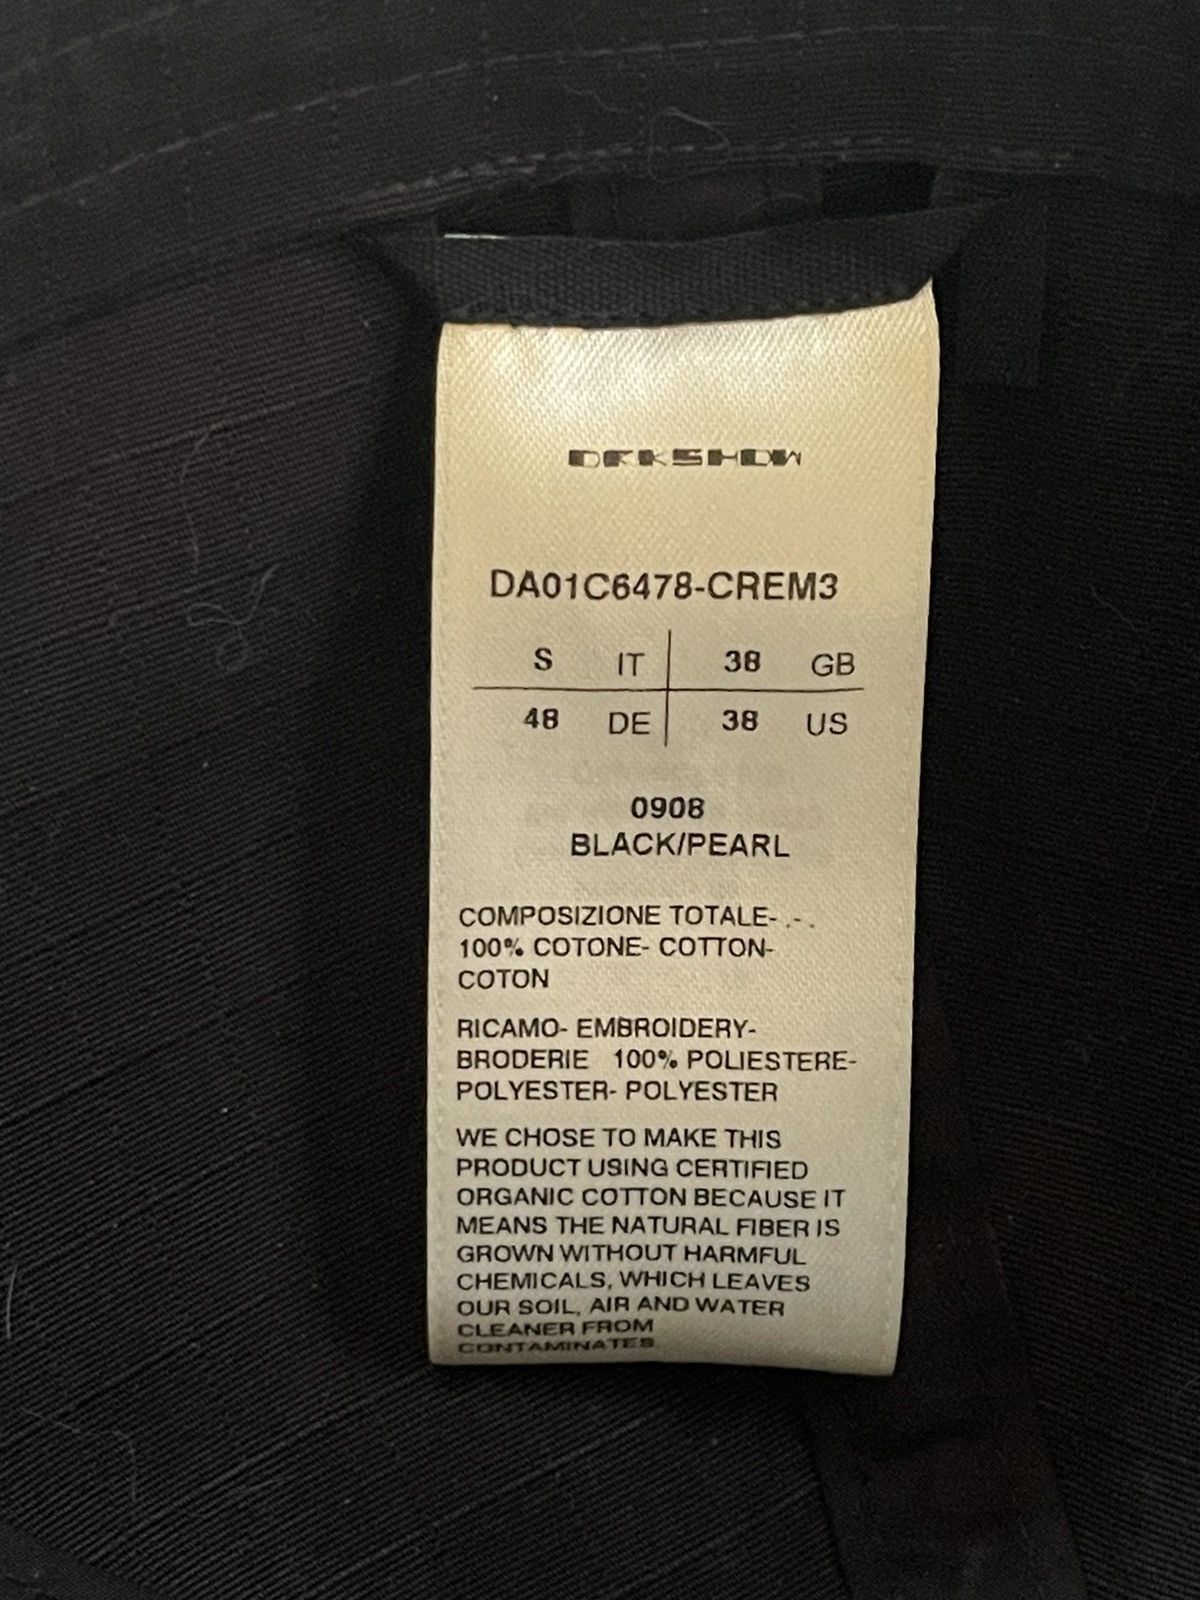 DRKSHDW
DA01C6478-CREM3
S IT 38 GB
48 DE 38 US
0908
BLACK/PEARL
COMPOSIZIONE TOTALE- .- .
100% COTONE- COTTON-
COTON
RICAMO- EMBROIDERY-
BRODERIE 100% POLIESTERE-
POLYESTER- POLYESTER
WE CHOSE TO MAKE THIS
PRODUCT USING CERTIFIED
ORGANIC COTTON BECAUSE IT
MEANS THE NATURAL FIBER IS
GROWN WITHOUT HARMFUL
CHEMICALS, WHICH LEAVES
OUR SOIL, AIR AND WATER
CLEANER FROM
CONTAMINATES